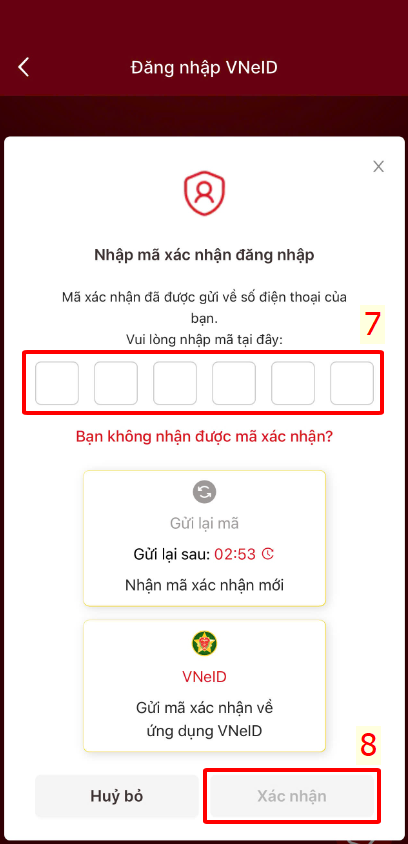 Đăng nhập VNeID
Nhập mã xác nhận đăng nhập
Mã xác nhận đã được gửi về số điện thoại của
bạn.
Vui lòng nhập mã tại đây:
7
Bạn không nhận được mã xác nhận?
Gửi lại mã
Gửi lại sau: 02:53
Nhận mã xác nhận mới
VNeID
Gửi mã xác nhận về
ứng dụng VNeID
8
Huỷ bỏ
Xác nhận